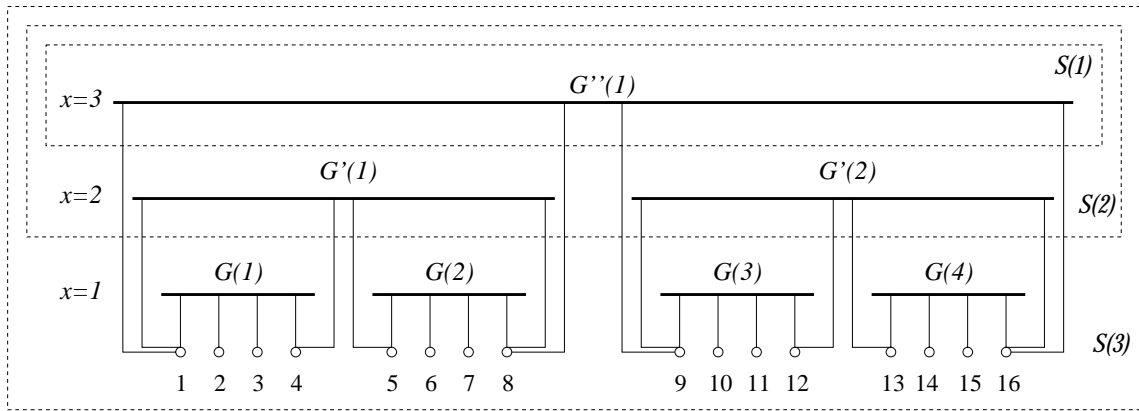 S(1)
x=3 G’’(1)
G’(1) G’(2)
x=2 S(2)
G(1) G(2) G(3) G(4)
x=1
S(3)
1 2 3 4 5 6 7 8 9 10 11 12 13 14 15 16